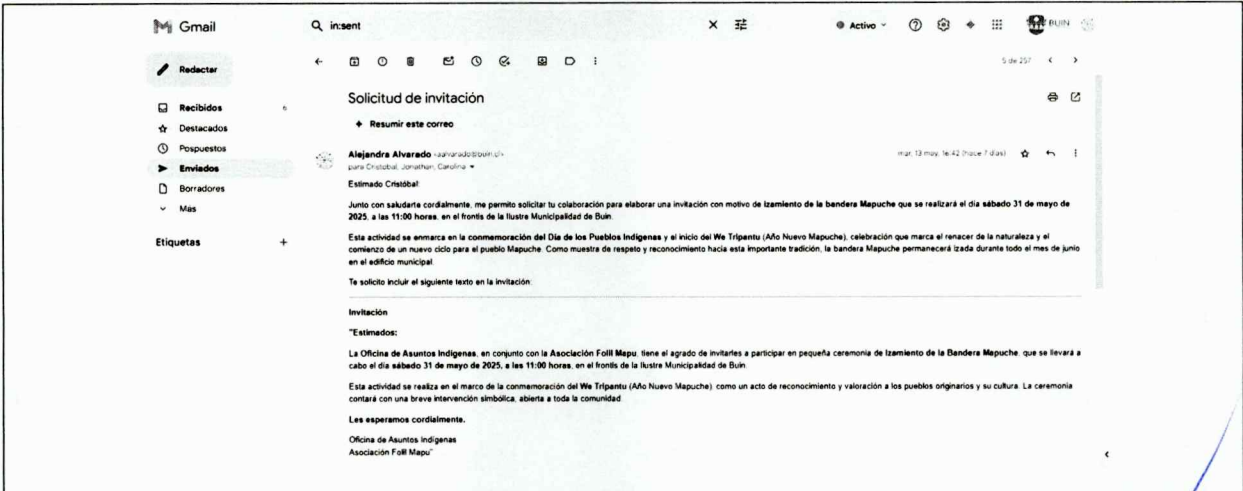 Gmail
in:sent
Activo
BUIN
Redactar
5 de 257
Solicitud de invitación
Recibidos 6
Resumir este correo
Destacados
Pospuestos
Alejandra Alvarado <aalvarado@buin.cl>
mar, 13 may, 16:42 (hace 7 días)
para Cristobal, Jonathan, Carolina
Enviados
Borradores
Más
Etiquetas +
Estimado Cristóbal
Junto con saludarte cordialmente, me permito solicitar tu colaboración para elaborar una invitación con motivo de izamiento de la bandera Mapuche que se realizará el día sábado 31 de mayo de
2025, a las 11:00 horas, en el frontis de la Ilustre Municipalidad de Buin.
Esta actividad se enmarca en la conmemoración del Día de los Pueblos Indígenas y el inicio del We Tripantu (Año Nuevo Mapuche), celebración que marca el renacer de la naturaleza y el
comienzo de un nuevo ciclo para el pueblo Mapuche. Como muestra de respeto y reconocimiento hacia esta importante tradición, la bandera Mapuche permanecerá izada durante todo el mes de junio
en el edificio municipal.
Te solicito incluir el siguiente texto en la invitación:
Invitación
"Estimados:
La Oficina de Asuntos Indígenas, en conjunto con la Asociación Folil Mapu, tiene el agrado de invitarles a participar en pequeña ceremonia de Izamiento de la Bandera Mapuche, que se llevará a
cabo el día sábado 31 de mayo de 2025, a las 11:00 horas, en el frontis de la Ilustre Municipalidad de Buin.
Esta actividad se realiza en el marco de la conmemoración del We Tripantu (Año Nuevo Mapuche) como un acto de reconocimiento y valoración a los pueblos originarios y su cultura. La ceremonia
contará con una breve intervención simbólica, abierta a toda la comunidad.
Les esperamos cordialmente.
Oficina de Asuntos Indígenas
Asociación Folil Mapu"